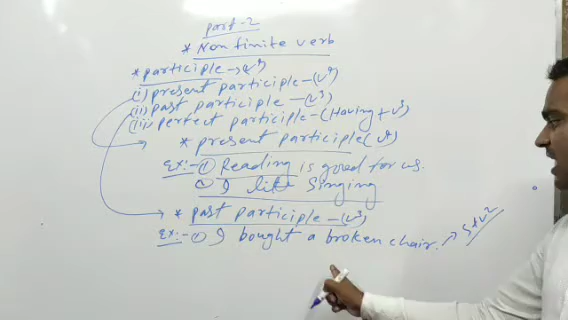 part-2
* Non finite verb
* participle → v⁴
(i) present participle - (v⁴)
(ii) past participle - (v³)
(iii) perfect participle - (Having + v³)
* present participle (v⁴)
Ex:- ① Reading is good for us.
② I like Singing
* past participle - (v³)
Ex:- ① I bought a broken chair. → S+v2